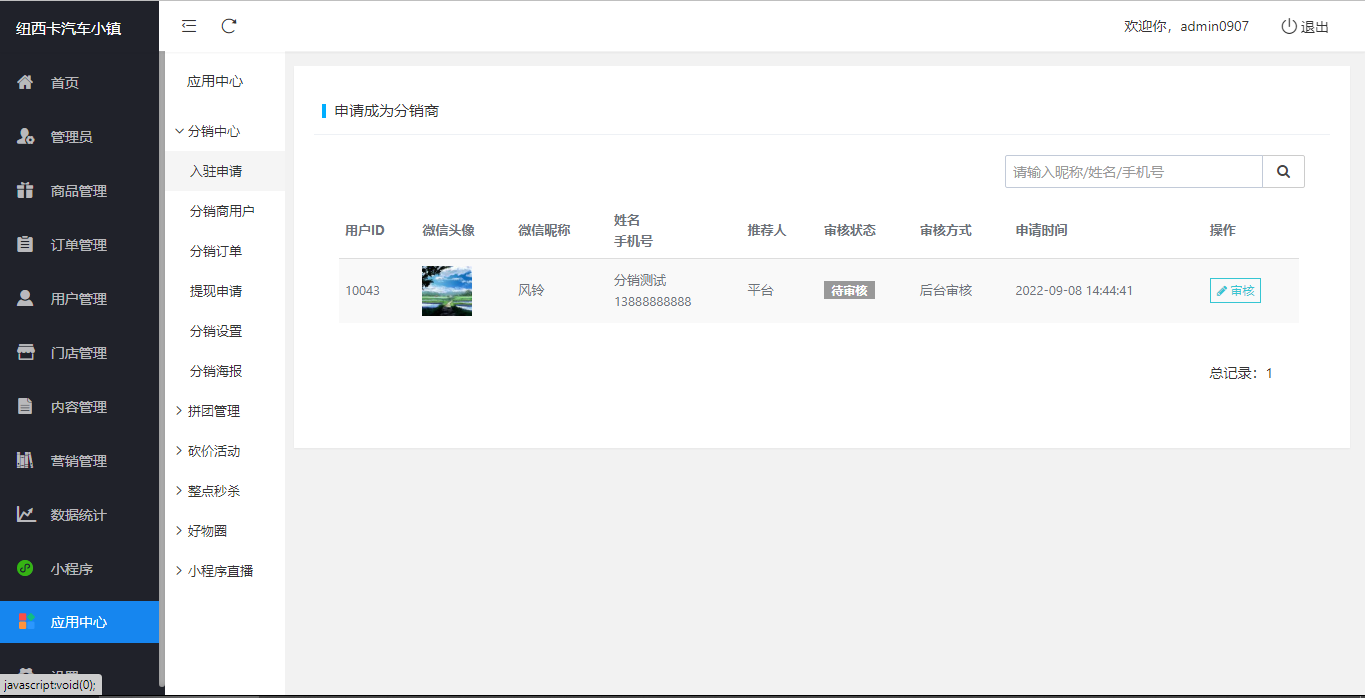 纽西卡汽车小镇
欢迎你，admin0907
退出
首页
管理员
商品管理
订单管理
用户管理
门店管理
内容管理
营销管理
数据统计
小程序
应用中心
设置
javascript:void(0);
应用中心
分销中心
入驻申请
分销商用户
分销订单
提现申请
分销设置
分销海报
拼团管理
砍价活动
整点秒杀
好物圈
小程序直播
申请成为分销商
请输入昵称/姓名/手机号
用户ID 微信头像 微信昵称 姓名 推荐人 审核状态 审核方式 申请时间 操作
手机号
10043 风铃 分销测试 平台 待审核 后台审核 2022-09-08 14:44:41 审核
13888888888
总记录：1